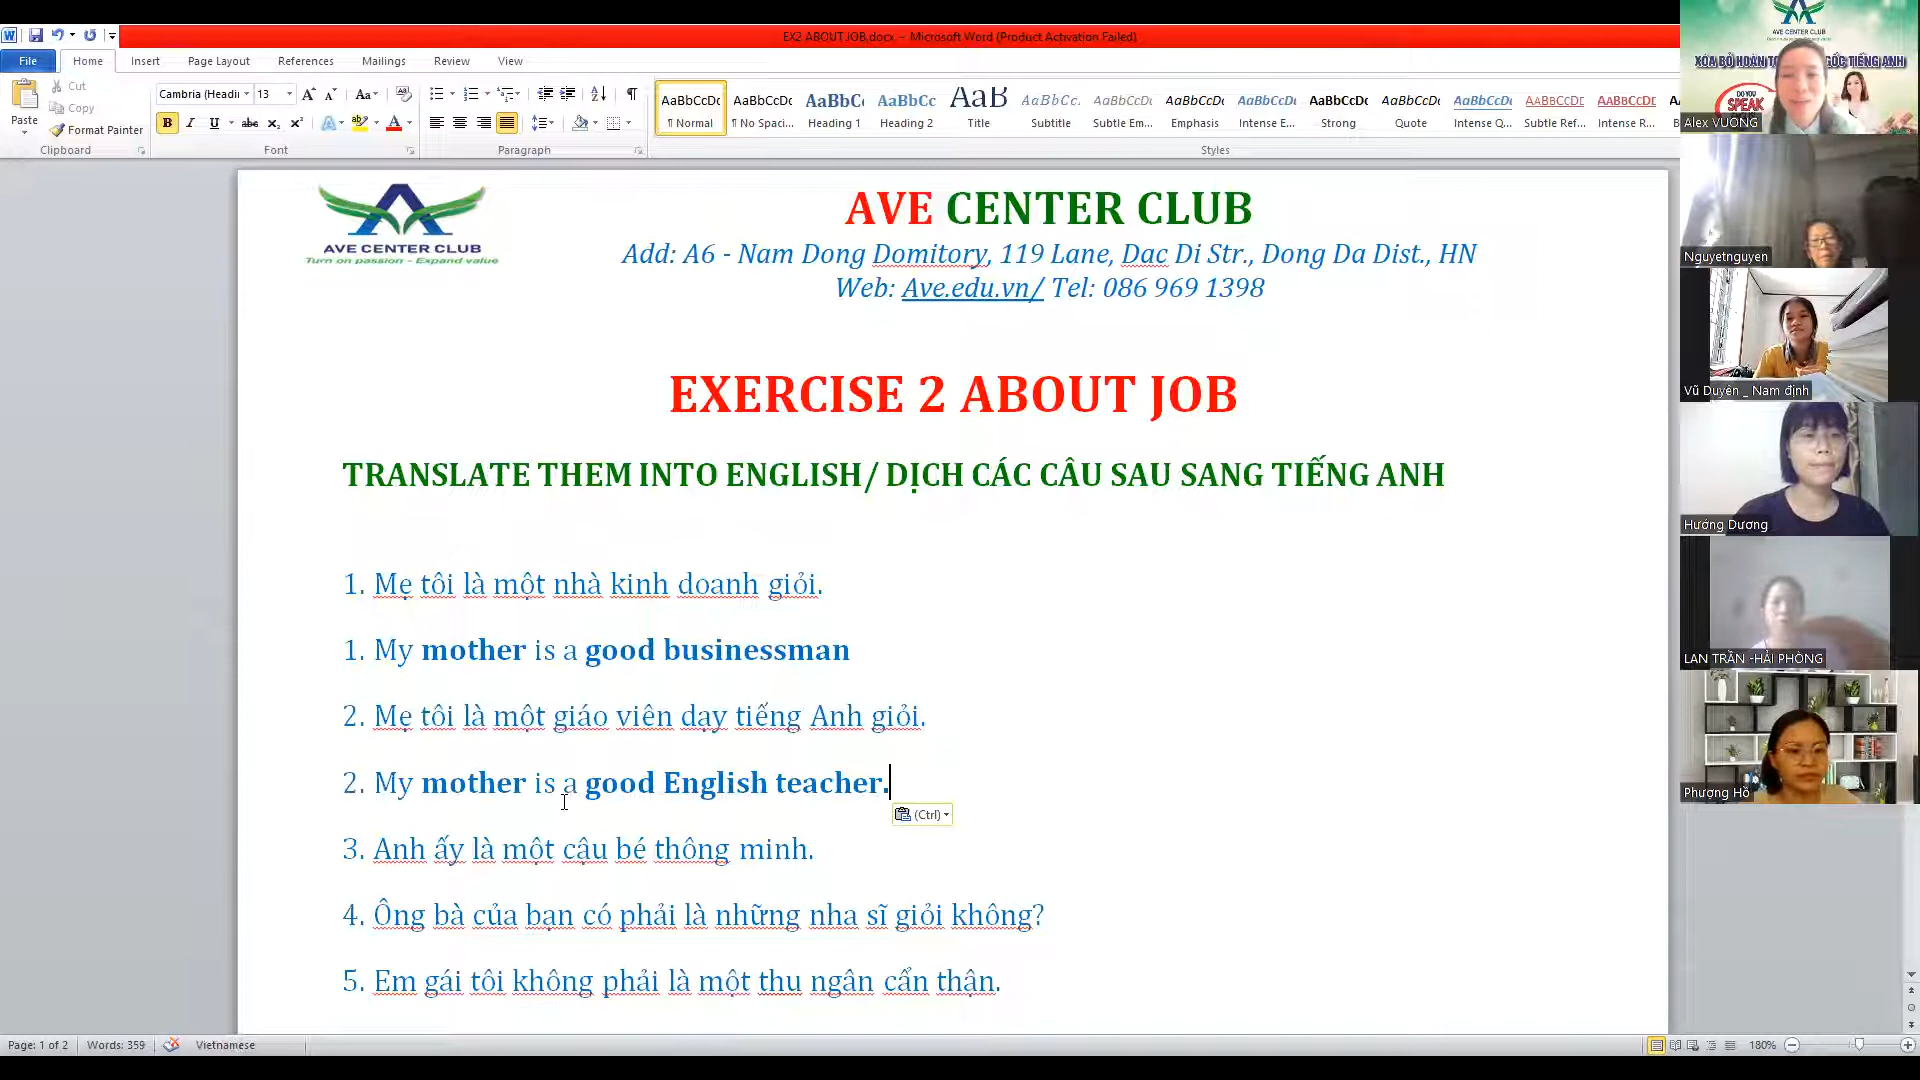 EX2 ABOUT JOB.docx - Microsoft Word (Product Activation Failed)
File Home Insert Page Layout References Mailings Review View
Cut
Copy
Format Painter
Paste
Clipboard
Cambria (Headi 13
Font
Paragraph
AaBbCcDc AaBbCcDc AaBbCc AaBbCc AaB AaBbCc. AaBbCcDc AaBbCcDc AaBbCcDc AaBbCcDc AaBbCcDc AaBbCcDc AaBbCcDc AaBbCcDc
¶ Normal ¶ No Spaci... Heading 1 Heading 2 Title Subtitle Subtle Em... Emphasis Intense E... Strong Quote Intense Q... Subtle Ref... Intense R...
Styles
AVE CENTER CLUB
Turn on passion - Expand value
AVE CENTER CLUB
Add: A6 - Nam Dong Domitory, 119 Lane, Dac Di Str., Dong Da Dist., HN
Web: Ave.edu.vn/ Tel: 086 969 1398
EXERCISE 2 ABOUT JOB
TRANSLATE THEM INTO ENGLISH/ DỊCH CÁC CÂU SAU SANG TIẾNG ANH
1. Mẹ tôi là một nhà kinh doanh giỏi.
1. My mother is a good businessman
2. Mẹ tôi là một giáo viên dạy tiếng Anh giỏi.
2. My mother is a good English teacher.
(Ctrl)
3. Anh ấy là một cậu bé thông minh.
4. Ông bà của bạn có phải là những nha sĩ giỏi không?
5. Em gái tôi không phải là một thu ngân cẩn thận.
Page: 1 of 2 Words: 359 Vietnamese
180%
AVE CENTER CLUB
DO YOU
SPEAK
Alex VUONG
Nguyetnguyen
Vũ Duyên _ Nam định
Hướng Dương
LAN TRẦN -HẢI PHÒNG
Phượng Hồ